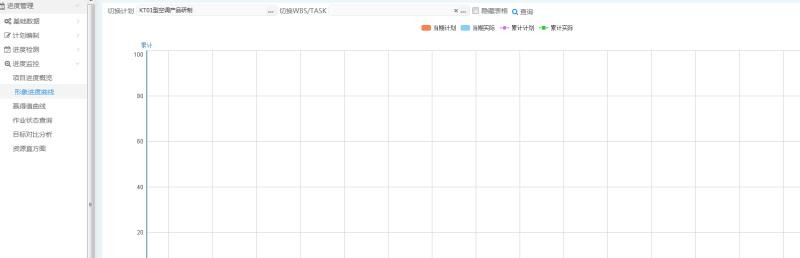 进度管理
基础数据
计划编制
进度检测
进度监控
项目进度概览
形象进度曲线
赢得值曲线
作业状态查询
目标对比分析
资源直方图
切换计划 KT01型空调产品研制 ... 切换WBS/TASK × ... 隐藏表格 查询
当期计划 当期实际 累计计划 累计实际
累计
100
80
60
40
20